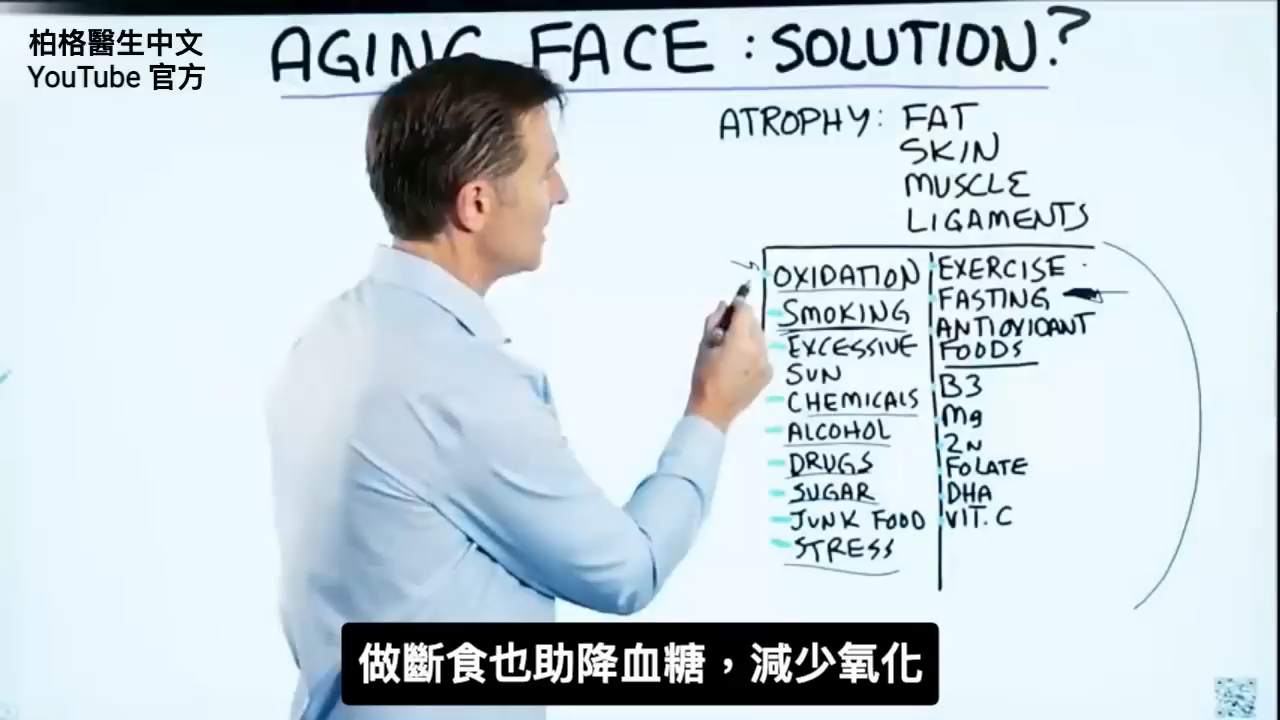 柏格醫生中文
YouTube 官方
AGING FACE : SOLUTION?
ATROPHY: FAT
SKIN
MUSCLE
LIGAMENTS
OXIDATION
SMOKING
EXCESSIVE
SUN
CHEMICALS
ALCOHOL
DRUGS
SUGAR
JUNK FOOD
STRESS
EXERCISE
FASTING
ANTIOXIDANT
FOODS
B3
Mg
ZN
FOLATE
DHA
VIT. C
做斷食也助降血糖，減少氧化